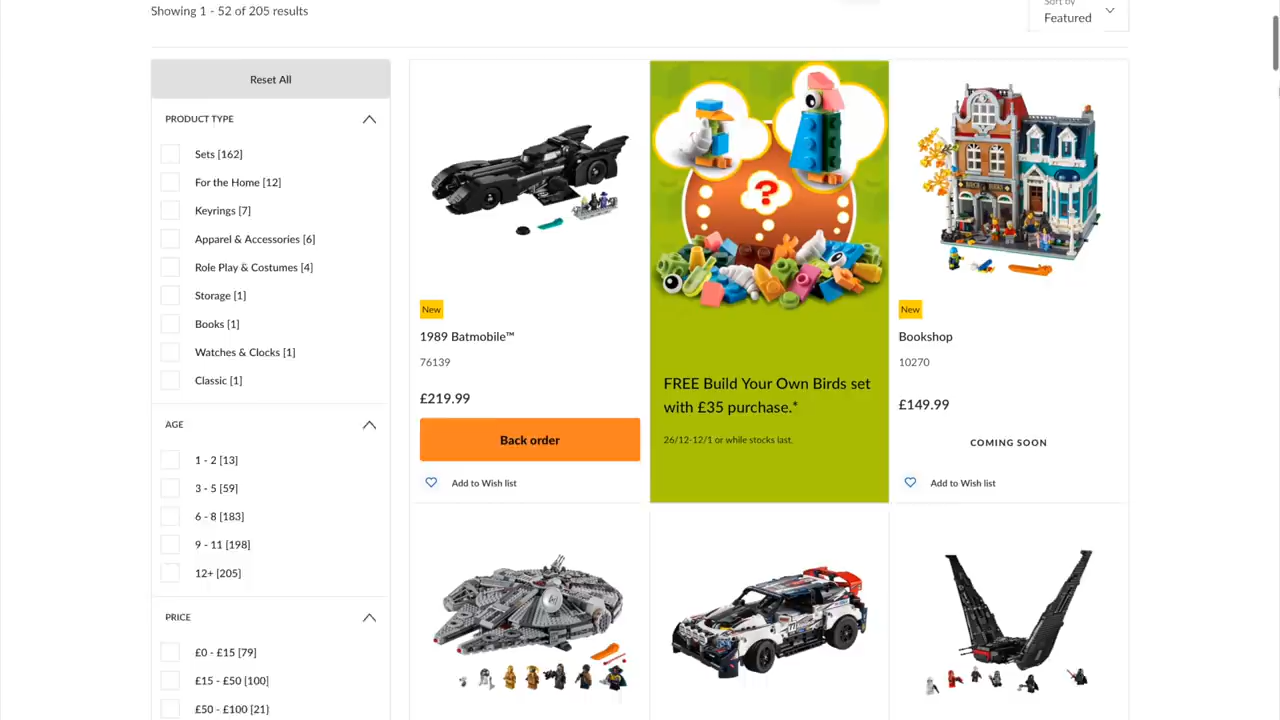 Showing 1 - 52 of 205 results
Sort by
Featured
Reset All
PRODUCT TYPE
Sets [162]
For the Home [12]
Keyrings [7]
Apparel & Accessories [6]
Role Play & Costumes [4]
Storage [1]
Books [1]
Watches & Clocks [1]
Classic [1]
AGE
1 - 2 [13]
3 - 5 [59]
6 - 8 [183]
9 - 11 [198]
12+ [205]
PRICE
£0 - £15 [79]
£15 - £50 [100]
£50 - £100 [21]
New
1989 Batmobile™
76139
£219.99
Back order
Add to Wish list
?
FREE Build Your Own Birds set
with £35 purchase.*
26/12-12/1 or while stocks last.
New
Bookshop
10270
£149.99
COMING SOON
Add to Wish list